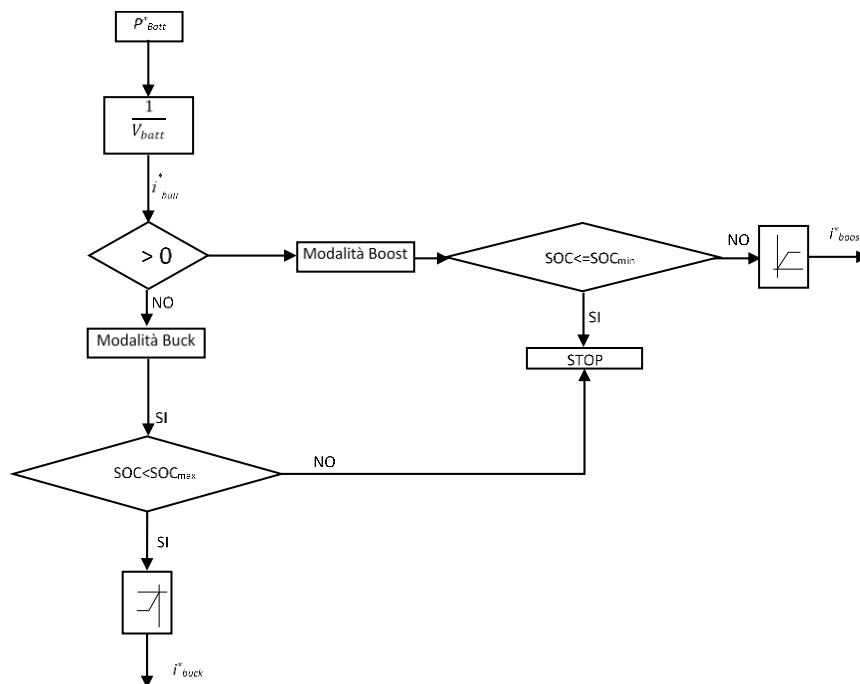 P*Batt
1
Vbatt
i*batt
> 0
Modalità Boost
SOC<=SOCmin
NO
i*boos
NO
SI
Modalità Buck
STOP
SI
SOC<SOCmax
NO
SI
i*buck